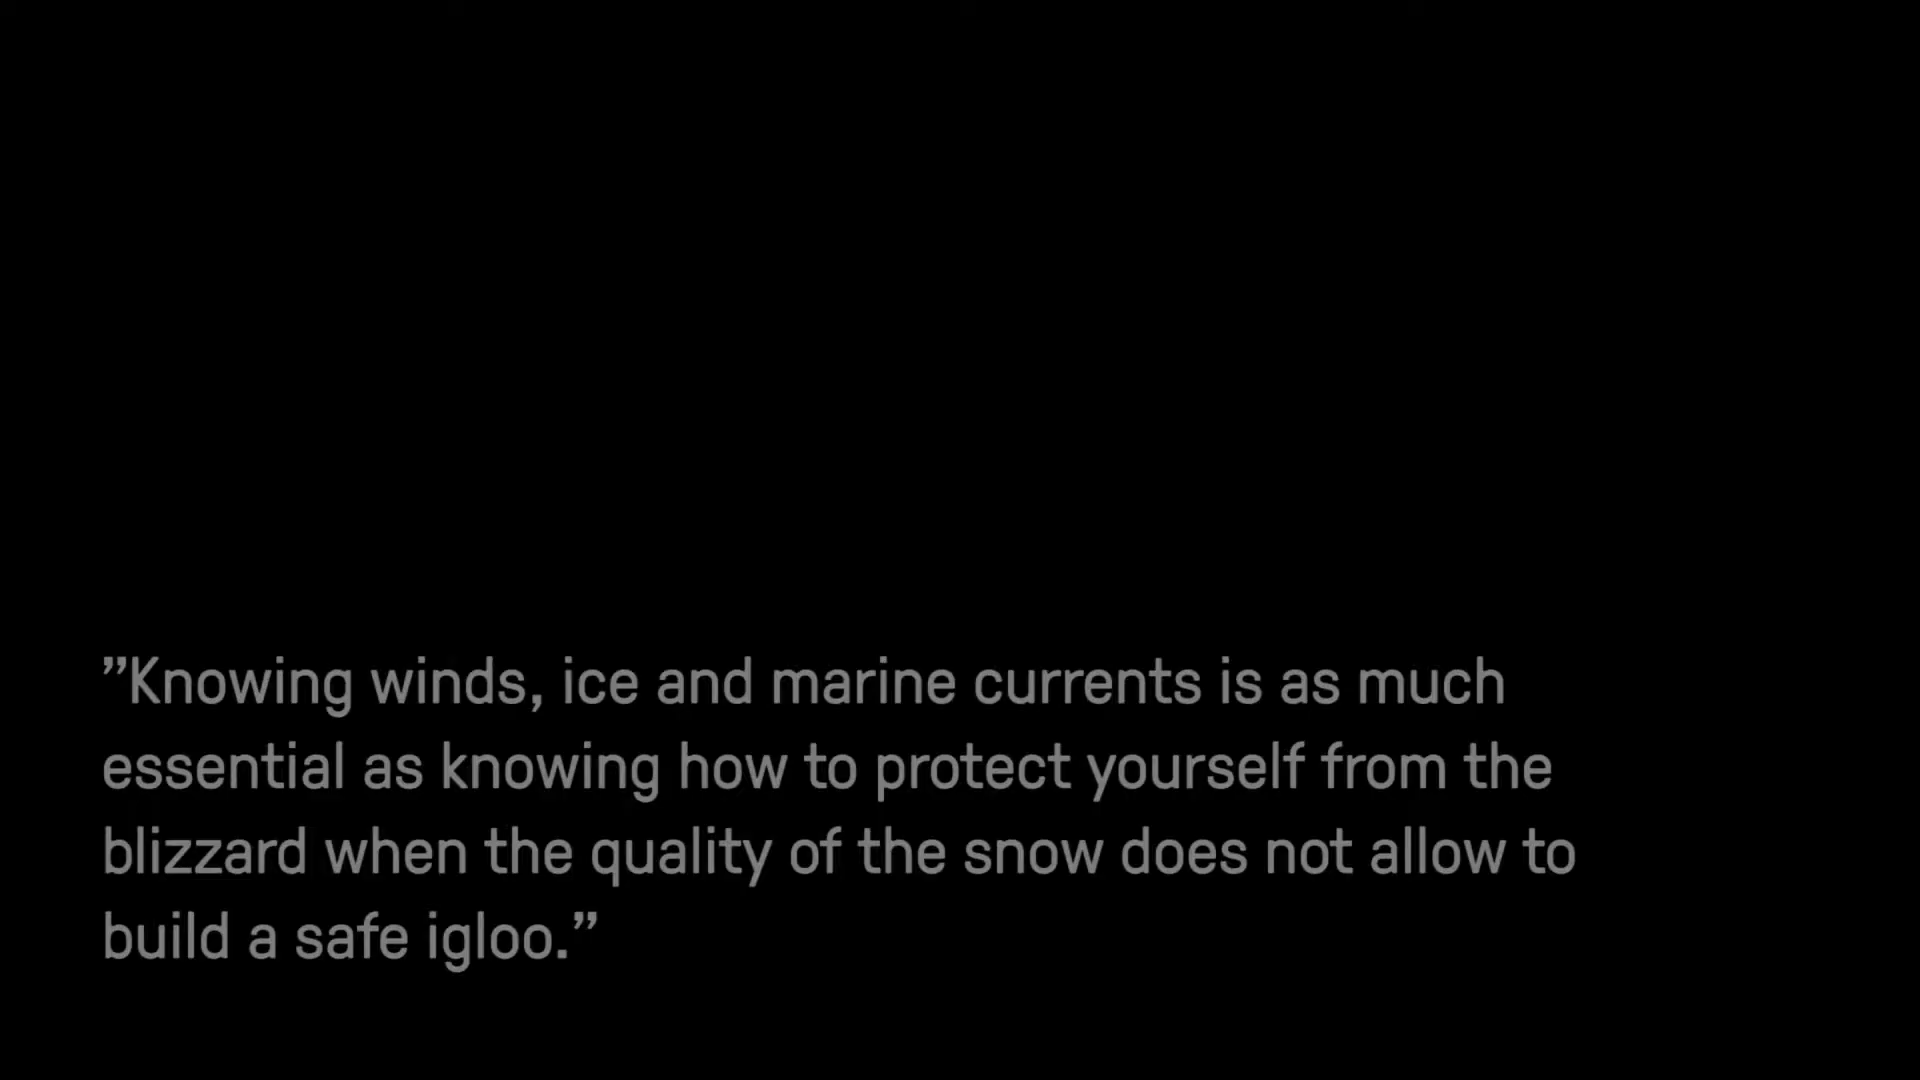 ”Knowing winds, ice and marine currents is as much
essential as knowing how to protect yourself from the
blizzard when the quality of the snow does not allow to
build a safe igloo.”